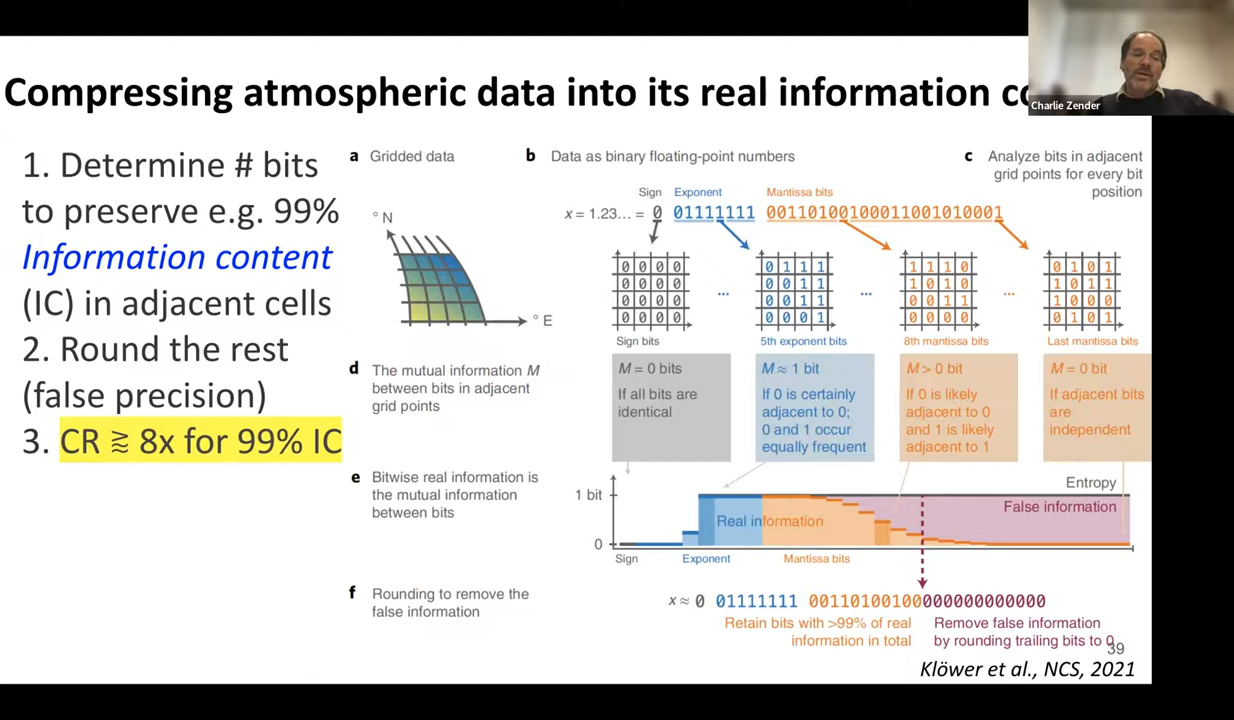 Compressing atmospheric data into its real information
Charlie Zender
1. Determine # bits
to preserve e.g. 99%
Information content
(IC) in adjacent cells
2. Round the rest
(false precision)
3. CR ⪆ 8x for 99% IC
a Gridded data
° N
° E
b Data as binary floating-point numbers
Sign Exponent Mantissa bits
x = 1.23… = 0 01111111 00110100100011001010001
c Analyze bits in adjacent
grid points for every bit
position
0 0 0 0
0 0 0 0
0 0 0 0
0 0 0 0
Sign bits
...
0 1 1 1
0 0 1 1
0 0 1 1
0 0 0 1
5th exponent bits
...
1 1 1 0
1 0 1 0
0 0 1 1
0 0 0 0
8th mantissa bits
...
0 1 0 1
1 0 1 1
1 0 0 0
0 1 0 1
Last mantissa bits
d The mutual information M
between bits in adjacent
grid points
M = 0 bits
If all bits are
identical
M ≈ 1 bit
If 0 is certainly
adjacent to 0;
0 and 1 occur
equally frequent
M > 0 bit
If 0 is likely
adjacent to 0
and 1 is likely
adjacent to 1
M = 0 bit
If adjacent bits
are
independent
e Bitwise real information is
the mutual information
between bits
1 bit
0
Entropy
Real information
False information
Sign Exponent Mantissa bits
f Rounding to remove the
false information
x ≈ 0 01111111 00110100100000000000000
Retain bits with >99% of real
information in total
Remove false information
by rounding trailing bits to 0
39
Klöwer et al., NCS, 2021